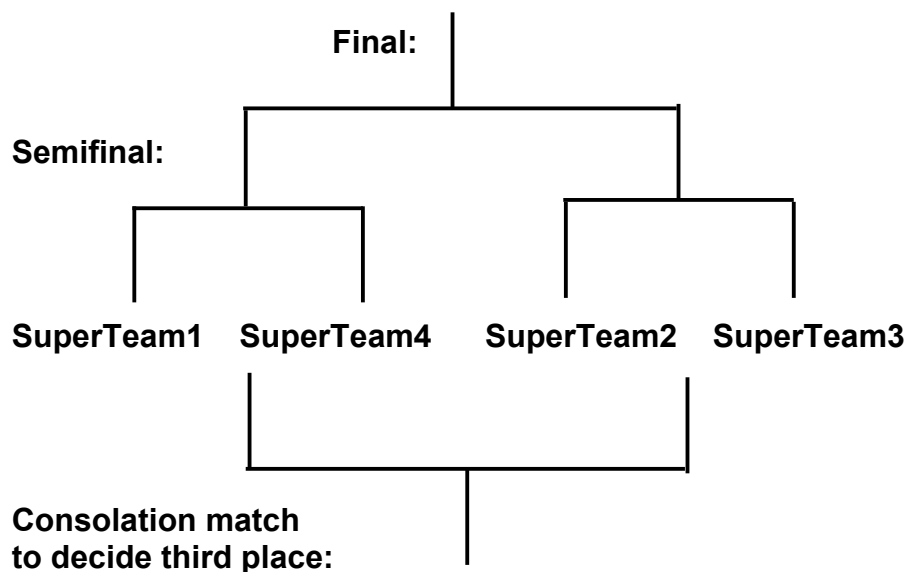 Final:
Semifinal:
SuperTeam1 SuperTeam4 SuperTeam2 SuperTeam3
Consolation match
to decide third place: